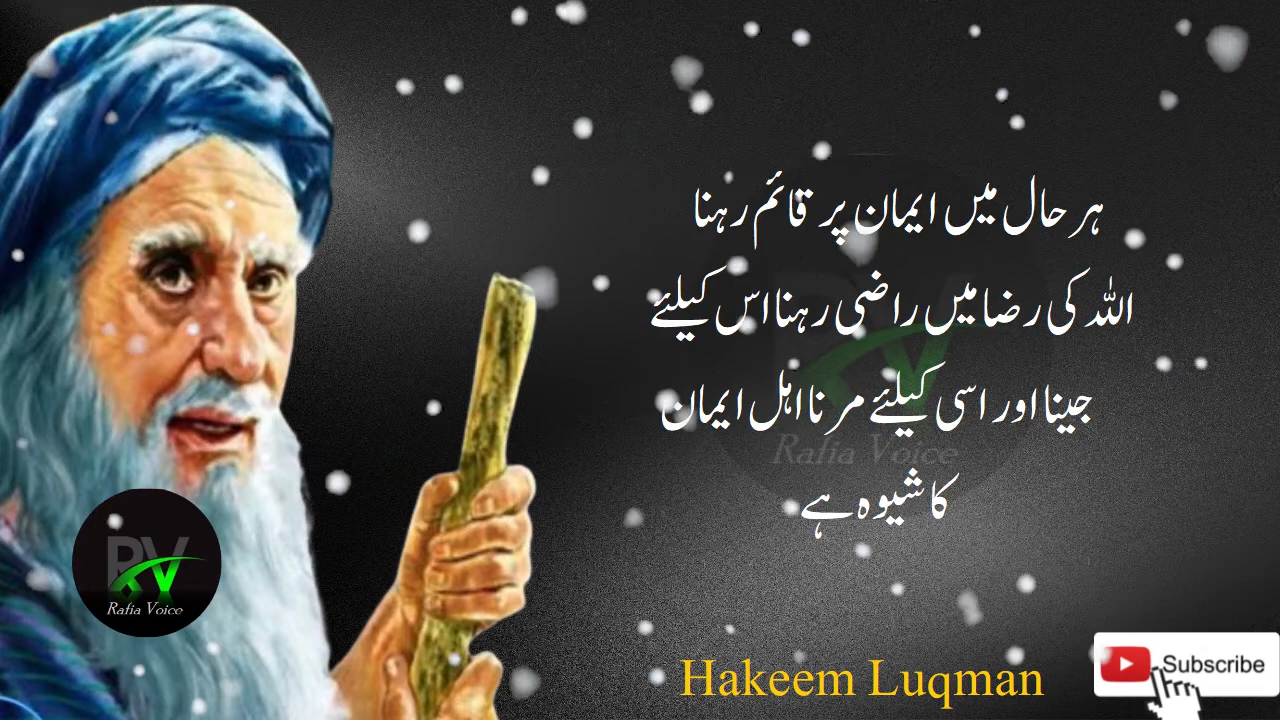 ہر حال میں ایمان پر قائم رہنا
اللہ کی رضا میں راضی رہنا اس کیلئے
جینا اور اسی کیلئے مرنا اہل ایمان
کا شیوہ ہے
Rafia Voice
RV
Rafia Voice
Hakeem Luqman
Subscribe